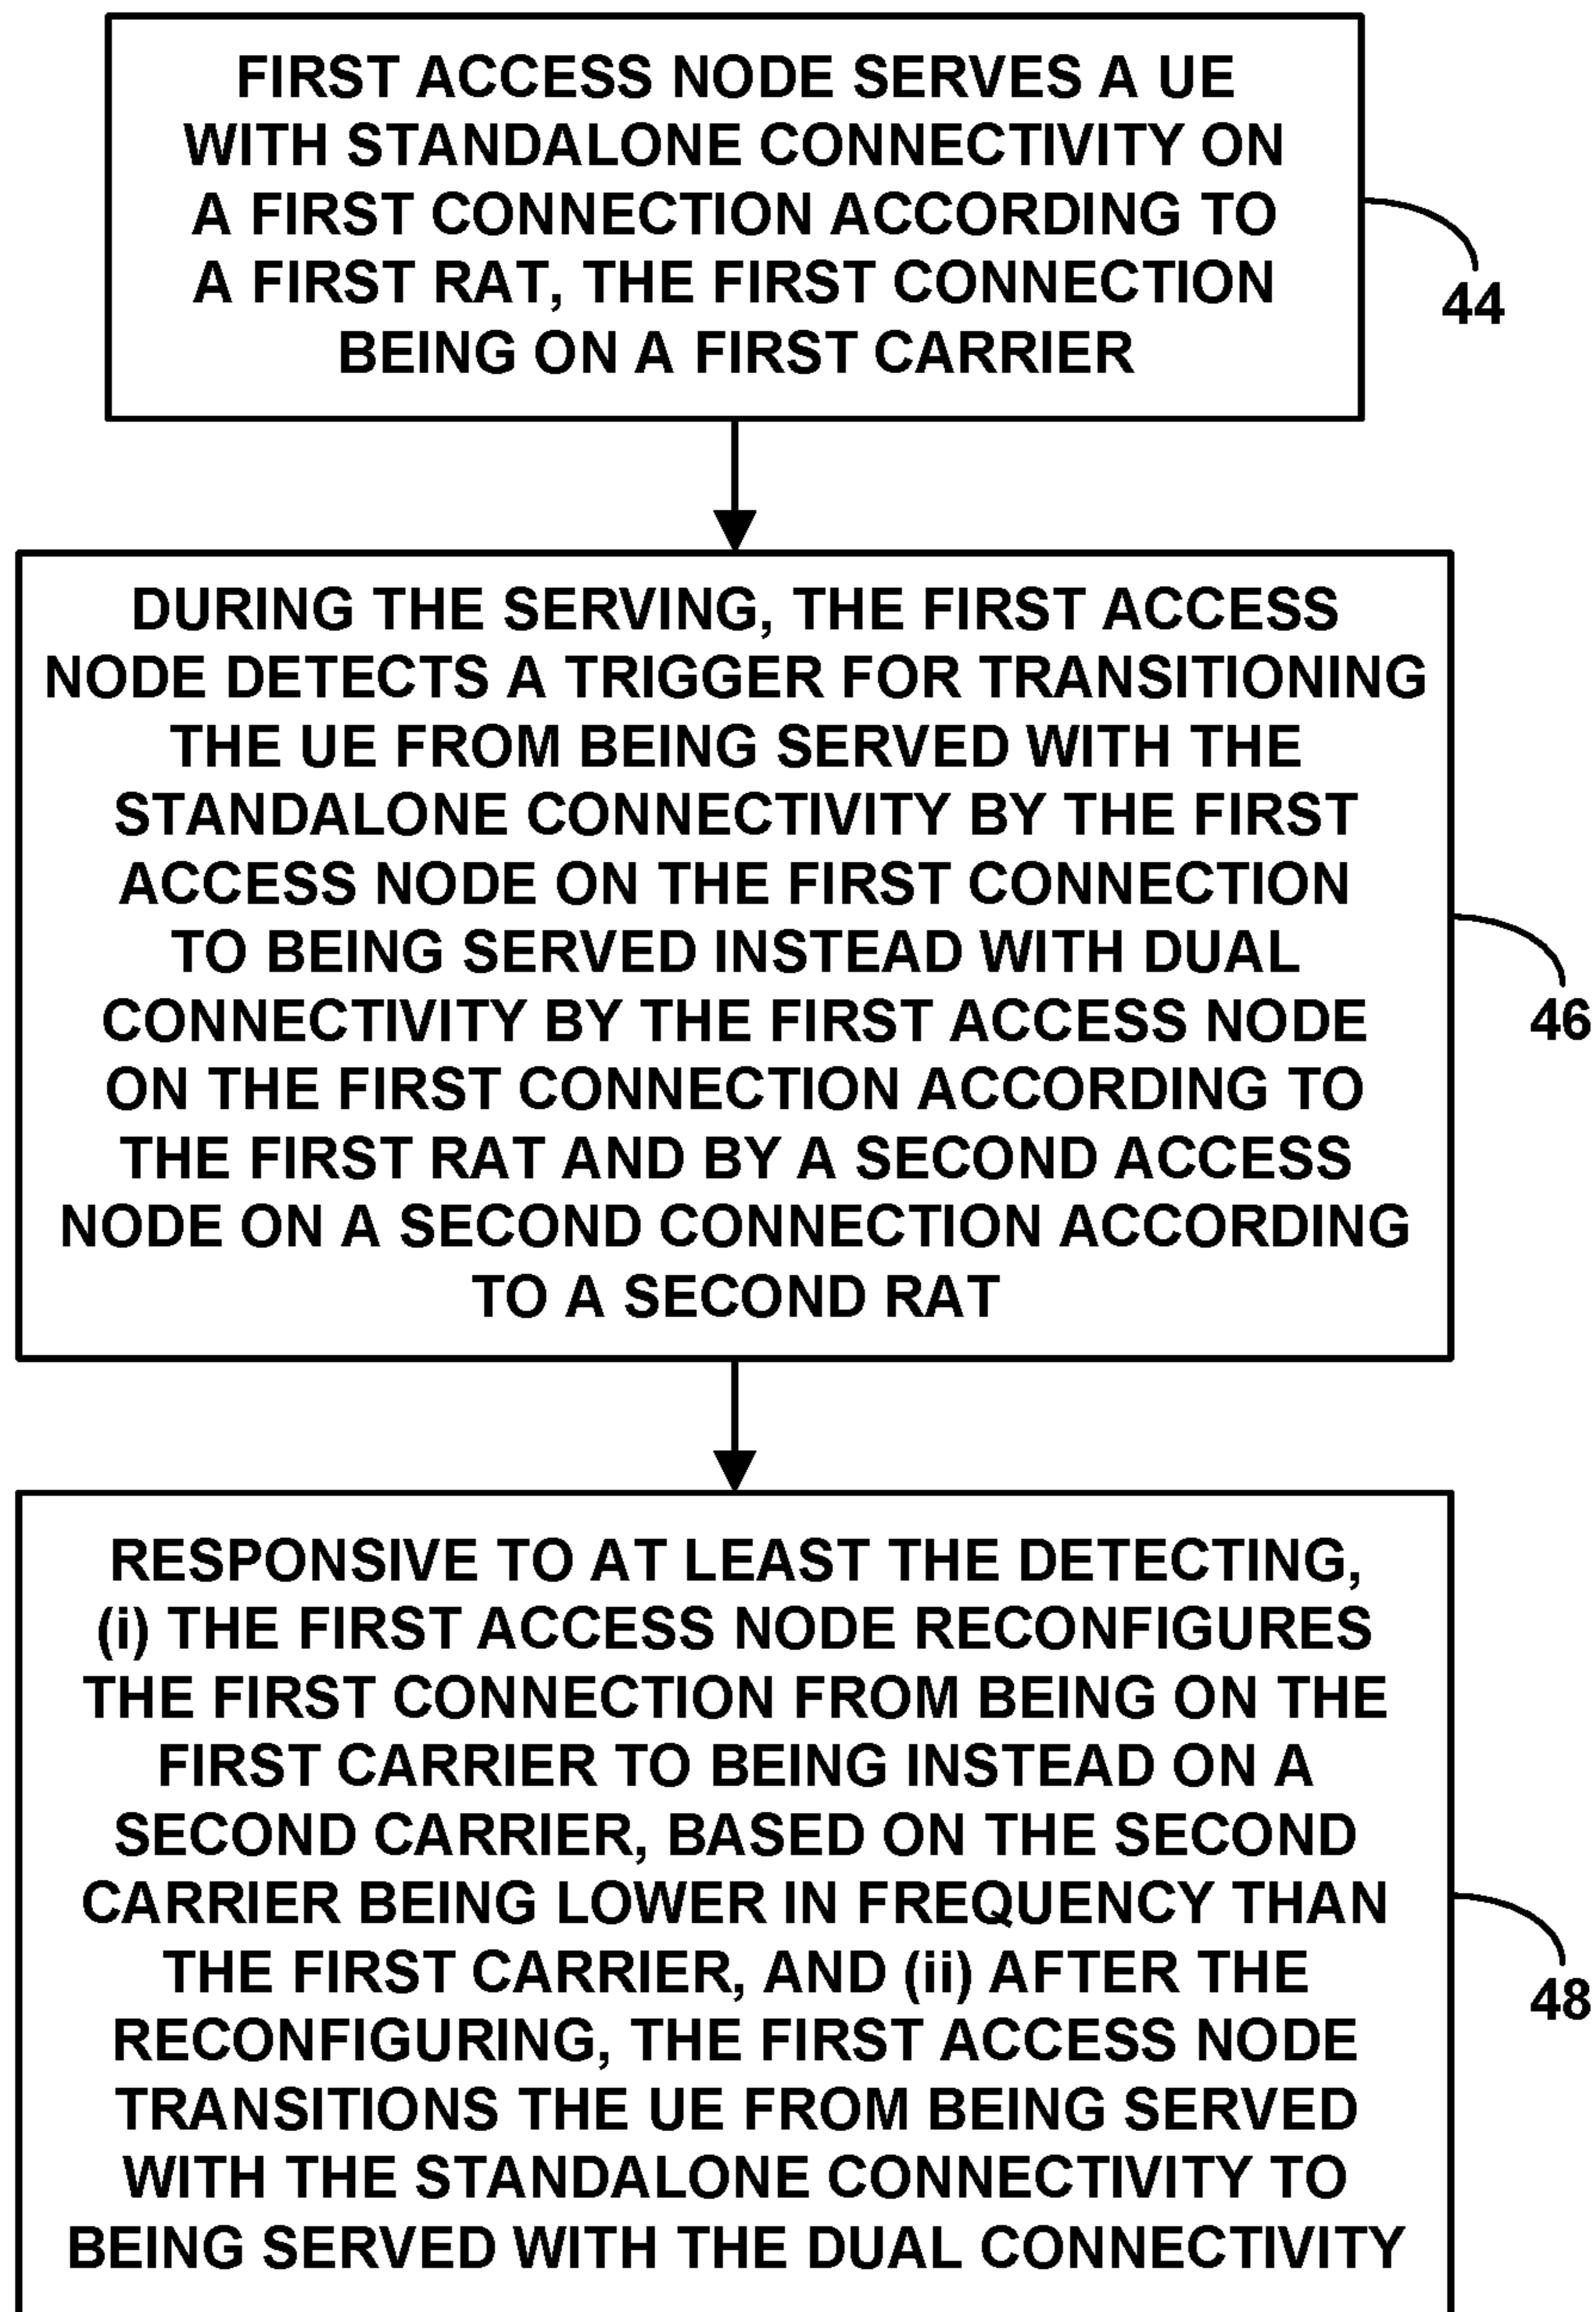 FIRST ACCESS NODE SERVES A UE
WITH STANDALONE CONNECTIVITY ON
A FIRST CONNECTION ACCORDING TO
A FIRST RAT, THE FIRST CONNECTION
BEING ON A FIRST CARRIER
44
DURING THE SERVING, THE FIRST ACCESS
NODE DETECTS A TRIGGER FOR TRANSITIONING
THE UE FROM BEING SERVED WITH THE
STANDALONE CONNECTIVITY BY THE FIRST
ACCESS NODE ON THE FIRST CONNECTION
TO BEING SERVED INSTEAD WITH DUAL
CONNECTIVITY BY THE FIRST ACCESS NODE
ON THE FIRST CONNECTION ACCORDING TO
THE FIRST RAT AND BY A SECOND ACCESS
NODE ON A SECOND CONNECTION ACCORDING
TO A SECOND RAT
46
RESPONSIVE TO AT LEAST THE DETECTING,
(i) THE FIRST ACCESS NODE RECONFIGURES
THE FIRST CONNECTION FROM BEING ON THE
FIRST CARRIER TO BEING INSTEAD ON A
SECOND CARRIER, BASED ON THE SECOND
CARRIER BEING LOWER IN FREQUENCY THAN
THE FIRST CARRIER, AND (ii) AFTER THE
RECONFIGURING, THE FIRST ACCESS NODE
TRANSITIONS THE UE FROM BEING SERVED
WITH THE STANDALONE CONNECTIVITY TO
BEING SERVED WITH THE DUAL CONNECTIVITY
48